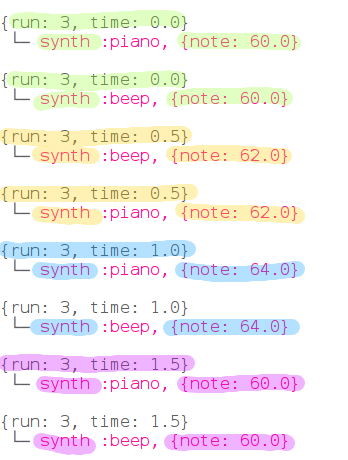 {run: 3, time: 0.0}
└─ synth :piano, {note: 60.0}
{run: 3, time: 0.0}
└─ synth :beep, {note: 60.0}
{run: 3, time: 0.5}
└─ synth :beep, {note: 62.0}
{run: 3, time: 0.5}
└─ synth :piano, {note: 62.0}
{run: 3, time: 1.0}
└─ synth :piano, {note: 64.0}
{run: 3, time: 1.0}
└─ synth :beep, {note: 64.0}
{run: 3, time: 1.5}
└─ synth :piano, {note: 60.0}
{run: 3, time: 1.5}
└─ synth :beep, {note: 60.0}